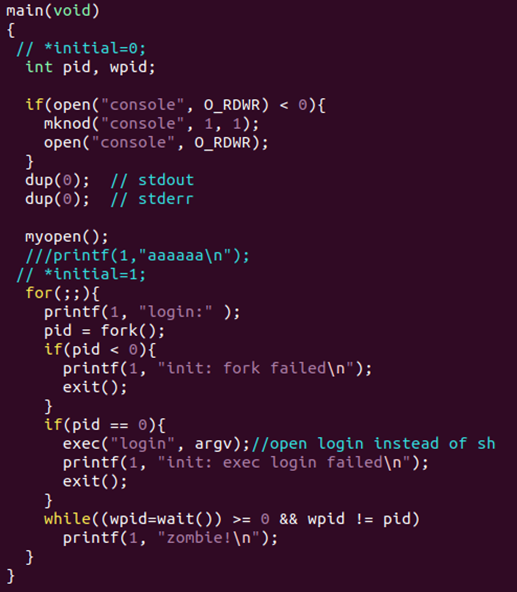 main(void)
{
 // *initial=0;
  int pid, wpid;

  if(open("console", O_RDWR) < 0){
    mknod("console", 1, 1);
    open("console", O_RDWR);
  }
  dup(0);  // stdout
  dup(0);  // stderr

  myopen();
  ///printf(1,"aaaaaa\n");
 // *initial=1;
  for(;;){
    printf(1, "login:" );
    pid = fork();
    if(pid < 0){
      printf(1, "init: fork failed\n");
      exit();
    }
    if(pid == 0){
      exec("login", argv);//open login instead of sh
      printf(1, "init: exec login failed\n");
      exit();
    }
    while((wpid=wait()) >= 0 && wpid != pid)
      printf(1, "zombie!\n");
  }
}